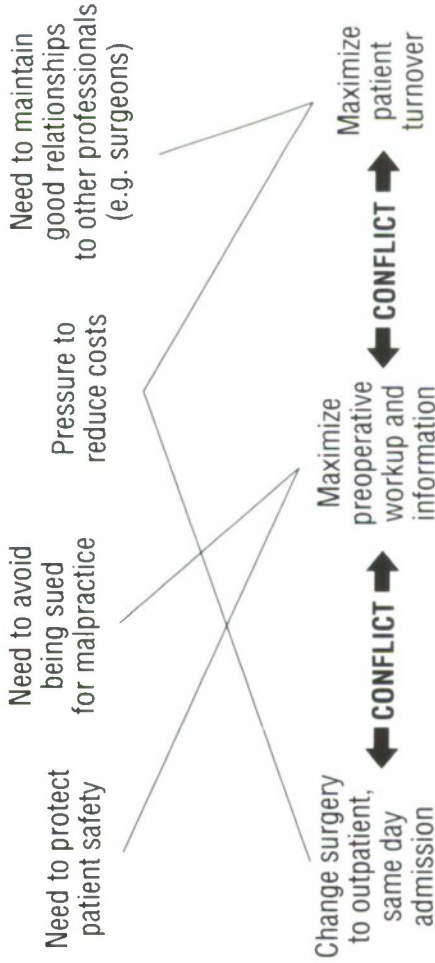 Need to protect
patient safety
Need to avoid
being sued
for malpractice
Pressure to
reduce costs
Need to maintain
good relationships
to other professionals
(e.g. surgeons)
Change surgery
to outpatient,
same day
admission
CONFLICT
Maximize
preoperative
workup and
information
CONFLICT
Maximize
patient
turnover